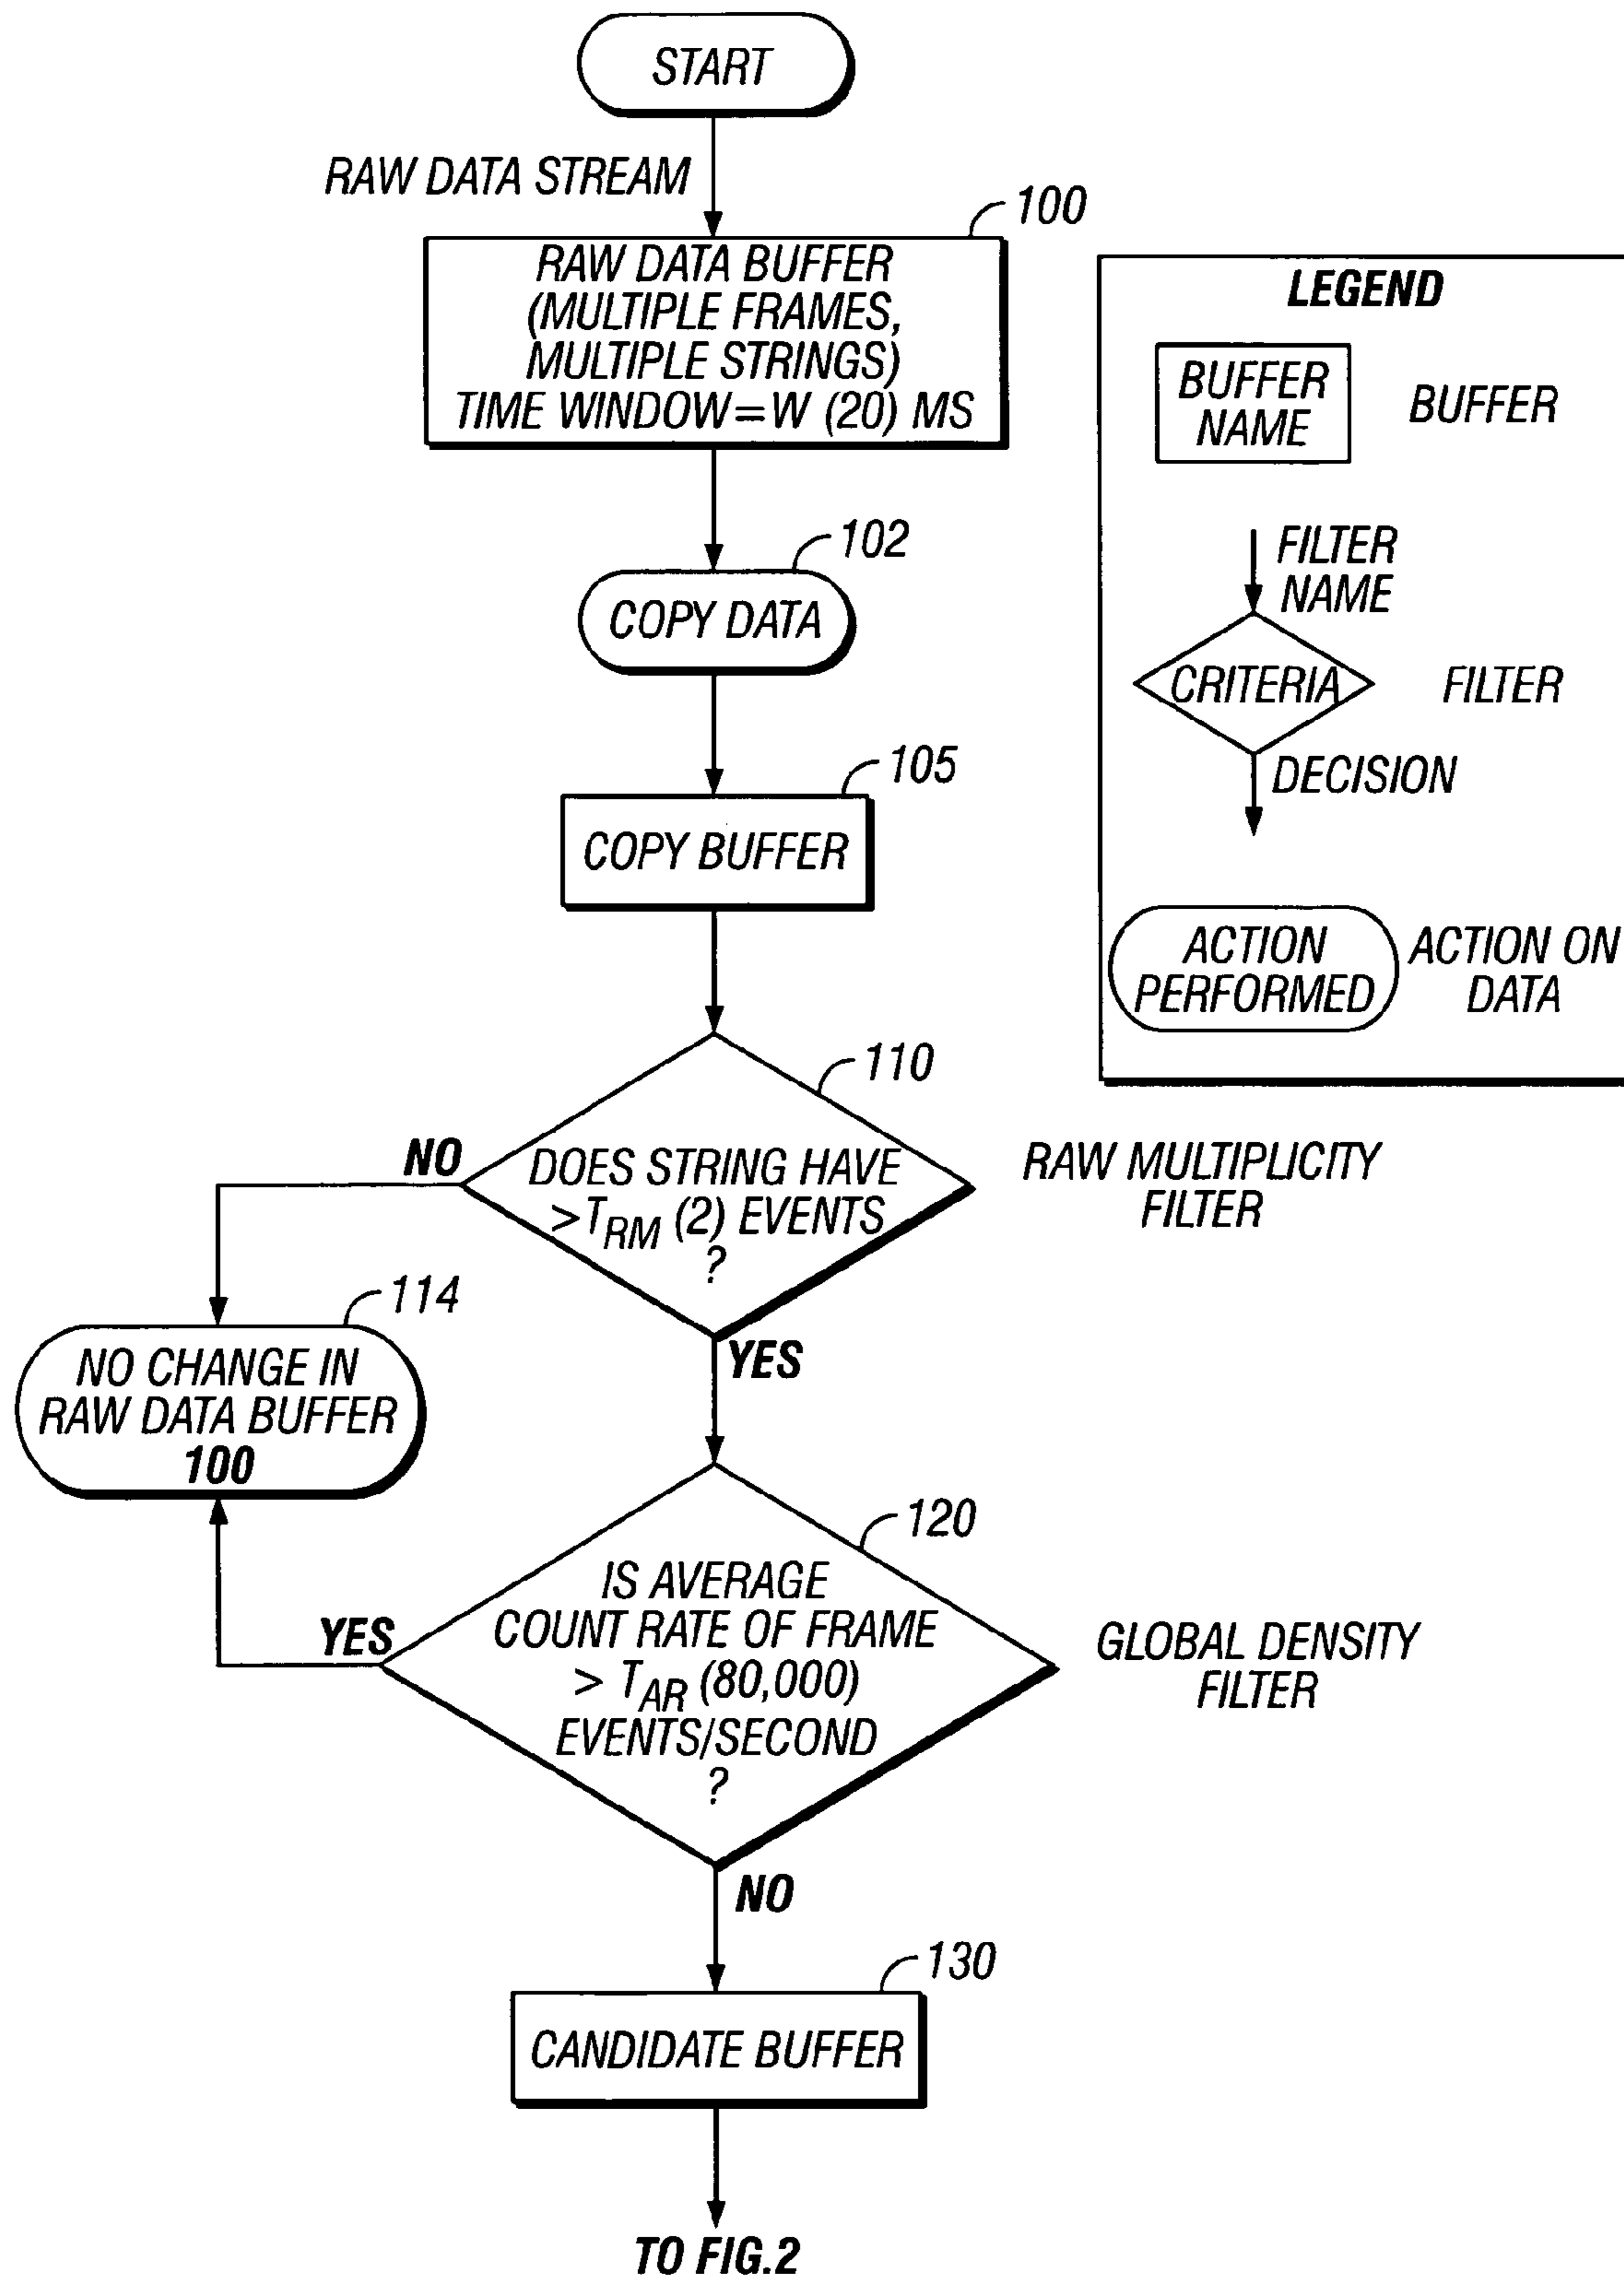 START
RAW DATA STREAM
100
RAW DATA BUFFER
(MULTIPLE FRAMES,
MULTIPLE STRINGS)
TIME WINDOW=W (20) MS
102
COPY DATA
105
COPY BUFFER
110
DOES STRING HAVE
>TRM (2) EVENTS
?
NO
YES
RAW MULTIPLICITY
FILTER
114
NO CHANGE IN
RAW DATA BUFFER
100
120
IS AVERAGE
COUNT RATE OF FRAME
> TAR (80,000)
EVENTS/SECOND
?
YES
NO
GLOBAL DENSITY
FILTER
130
CANDIDATE BUFFER
TO FIG.2
LEGEND
BUFFER
NAME
BUFFER
FILTER
NAME
CRITERIA
FILTER
DECISION
ACTION
PERFORMED
ACTION ON
DATA